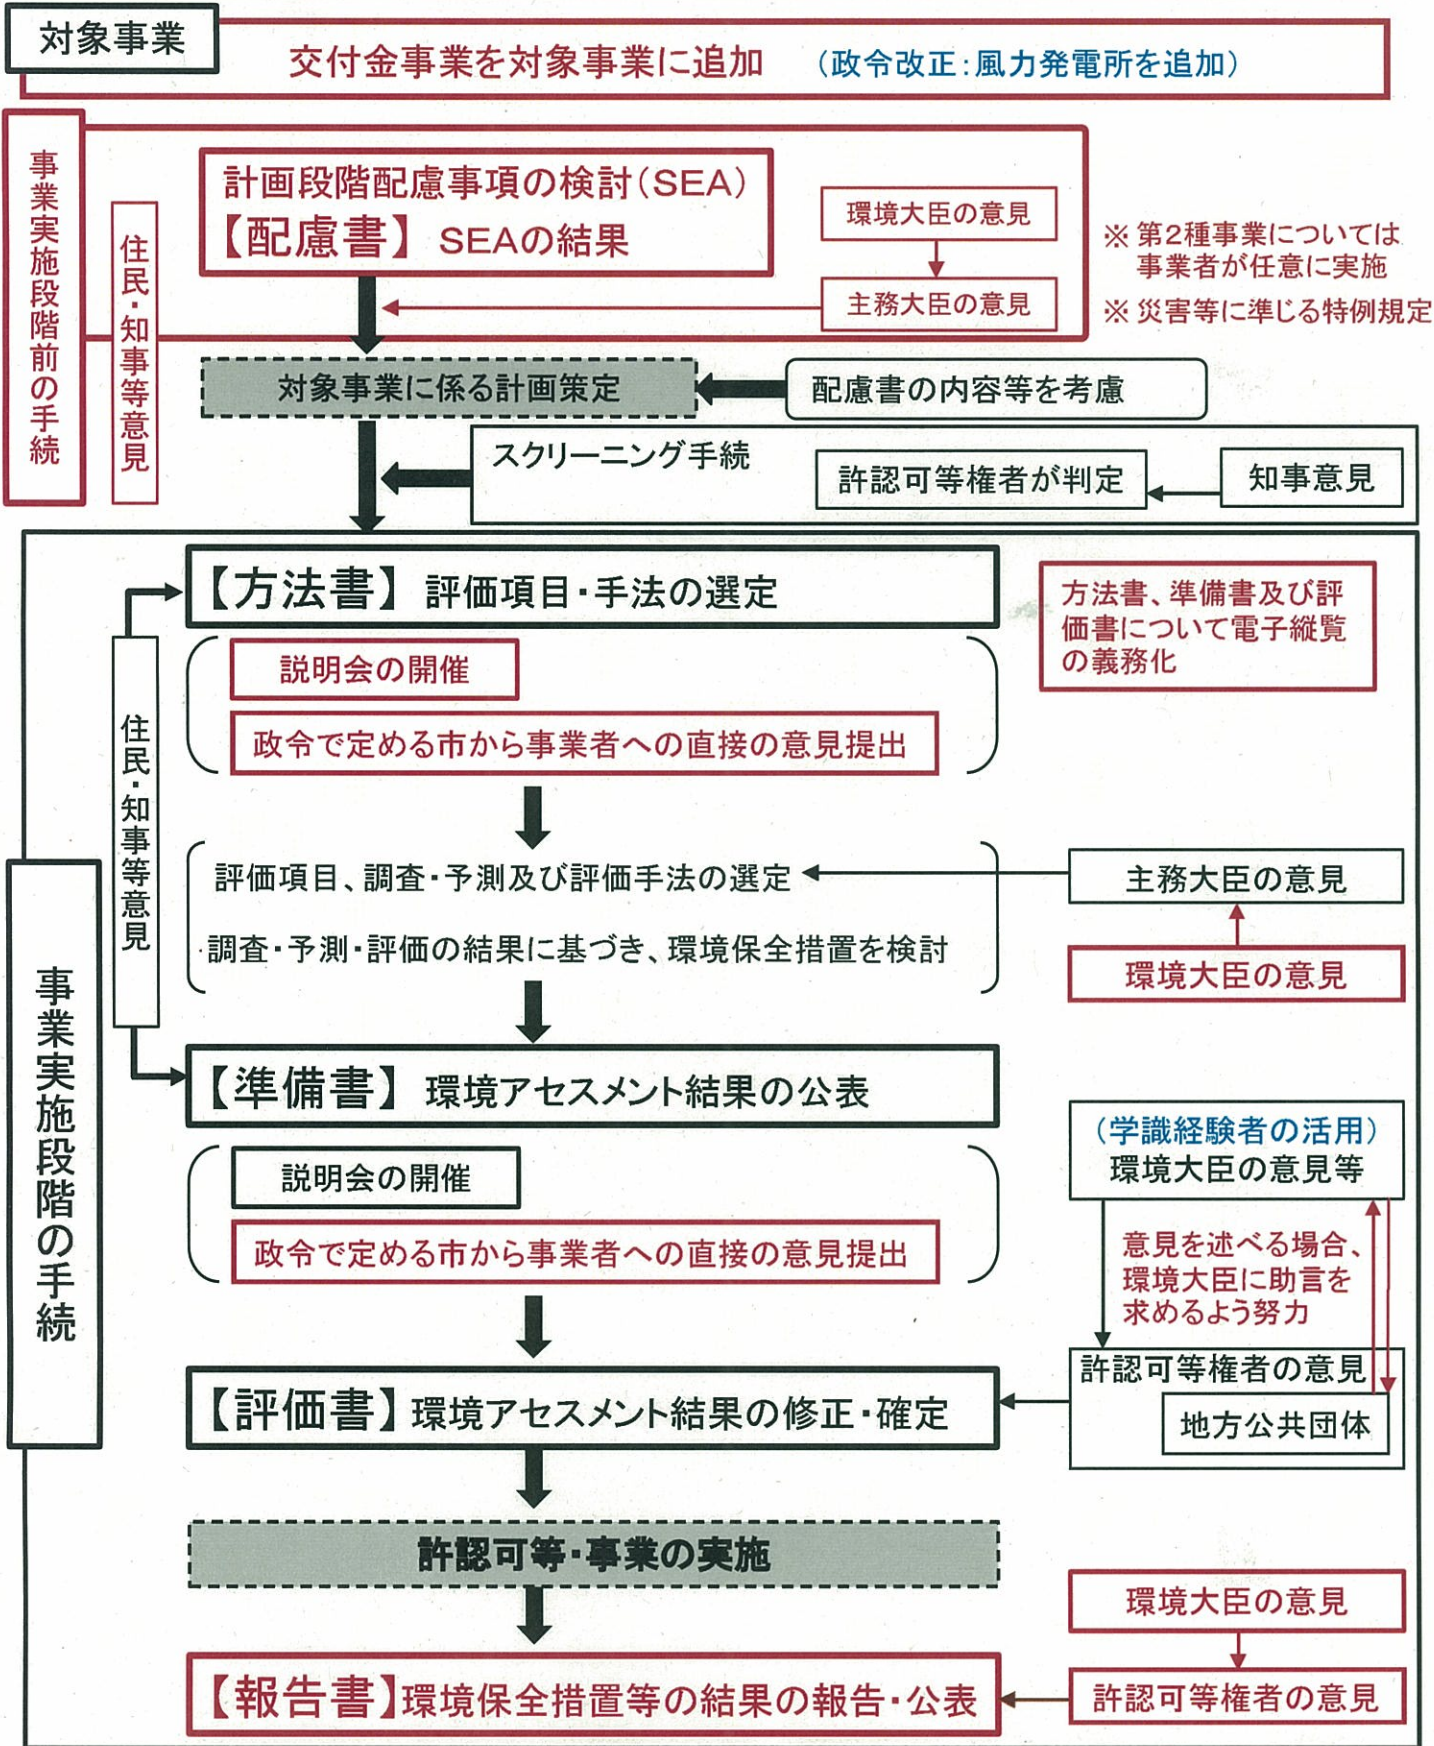 対象事業
交付金事業を対象事業に追加 (政令改正:風力発電所を追加)
事業実施段階前の手続
住民・知事等意見
計画段階配慮事項の検討(SEA)
【配慮書】 SEAの結果
環境大臣の意見
主務大臣の意見
※ 第2種事業については
事業者が任意に実施
※ 災害等に準じる特例規定
対象事業に係る計画策定
配慮書の内容等を考慮
スクリーニング手続
許認可等権者が判定
知事意見
事業実施段階の手続
住民・知事等意見
【方法書】 評価項目・手法の選定
方法書、準備書及び評
価書について電子縦覧
の義務化
説明会の開催
政令で定める市から事業者への直接の意見提出
評価項目、調査・予測及び評価手法の選定
主務大臣の意見
調査・予測・評価の結果に基づき、環境保全措置を検討
環境大臣の意見
【準備書】 環境アセスメント結果の公表
(学識経験者の活用)
環境大臣の意見等
説明会の開催
政令で定める市から事業者への直接の意見提出
意見を述べる場合、
環境大臣に助言を
求めるよう努力
許認可等権者の意見
地方公共団体
【評価書】環境アセスメント結果の修正・確定
許認可等・事業の実施
環境大臣の意見
【報告書】環境保全措置等の結果の報告・公表
許認可等権者の意見